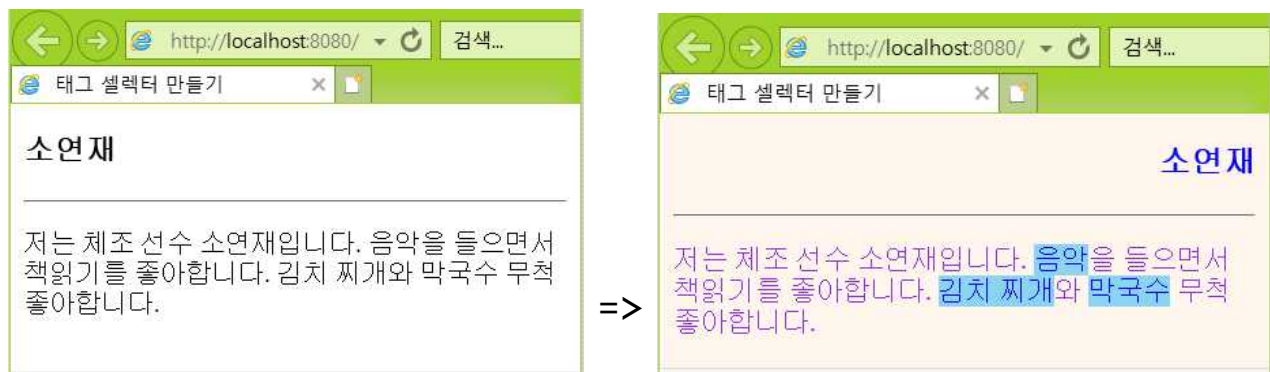 http://localhost:8080/
검색...
태그 셀렉터 만들기
소연재
저는 체조 선수 소연재입니다. 음악을 들으면서
책읽기를 좋아합니다. 김치 찌개와 막국수 무척
좋아합니다.
=>
http://localhost:8080/
검색...
태그 셀렉터 만들기
소연재
저는 체조 선수 소연재입니다. 음악을 들으면서
책읽기를 좋아합니다. 김치 찌개와 막국수 무척
좋아합니다.